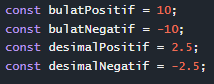 const bulatPositif = 10;
const bulatNegatif = -10;
const desimalPositif = 2.5;
const desimalNegatif = -2.5;